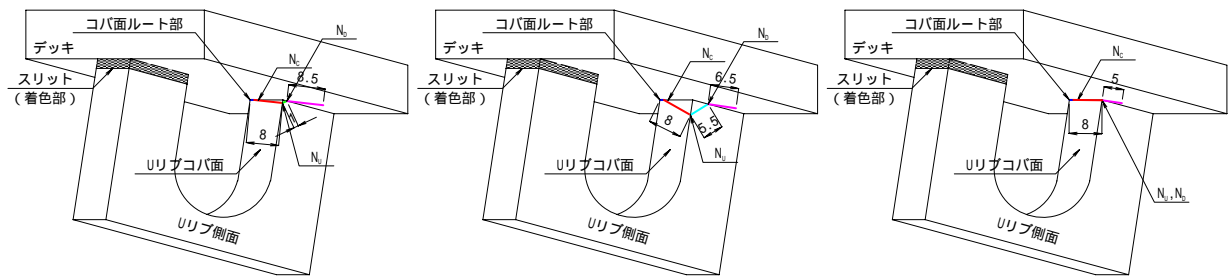 コバ面ルート部
N_D
デッキ
N_C
8.5
スリット
（着色部）
8
N_U
Uリブコバ面
Uリブ側面
コバ面ルート部
N_D
デッキ
N_C
6.5
スリット
（着色部）
8
5.5
N_U
Uリブコバ面
Uリブ側面
コバ面ルート部
デッキ
N_C
5
スリット
（着色部）
8
Uリブコバ面
N_U,N_D
Uリブ側面